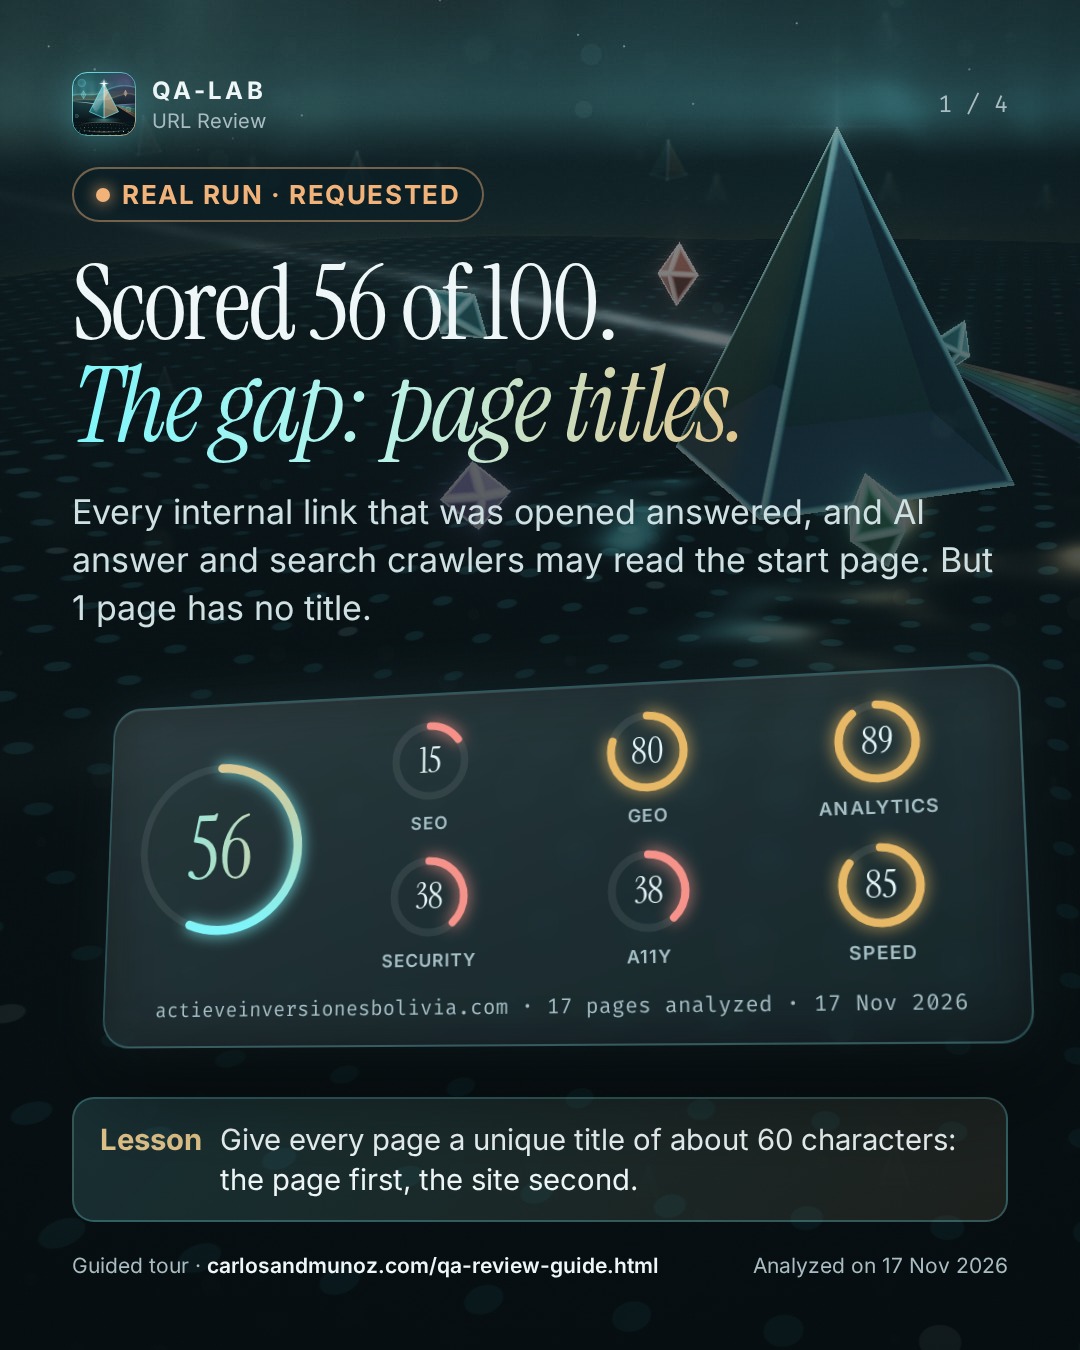 QA-LAB
URL Review
1 / 4
REAL RUN · REQUESTED
Scored 56 of 100.
The gap: page titles.
Every internal link that was opened answered, and AI
answer and search crawlers may read the start page. But
1 page has no title.
56
15
SEO
80
GEO
89
ANALYTICS
38
SECURITY
38
A11Y
85
SPEED
actieveinversionesbolivia.com · 17 pages analyzed · 17 Nov 2026
Lesson Give every page a unique title of about 60 characters:
the page first, the site second.
Guided tour · carlosandmunoz.com/qa-review-guide.html
Analyzed on 17 Nov 2026